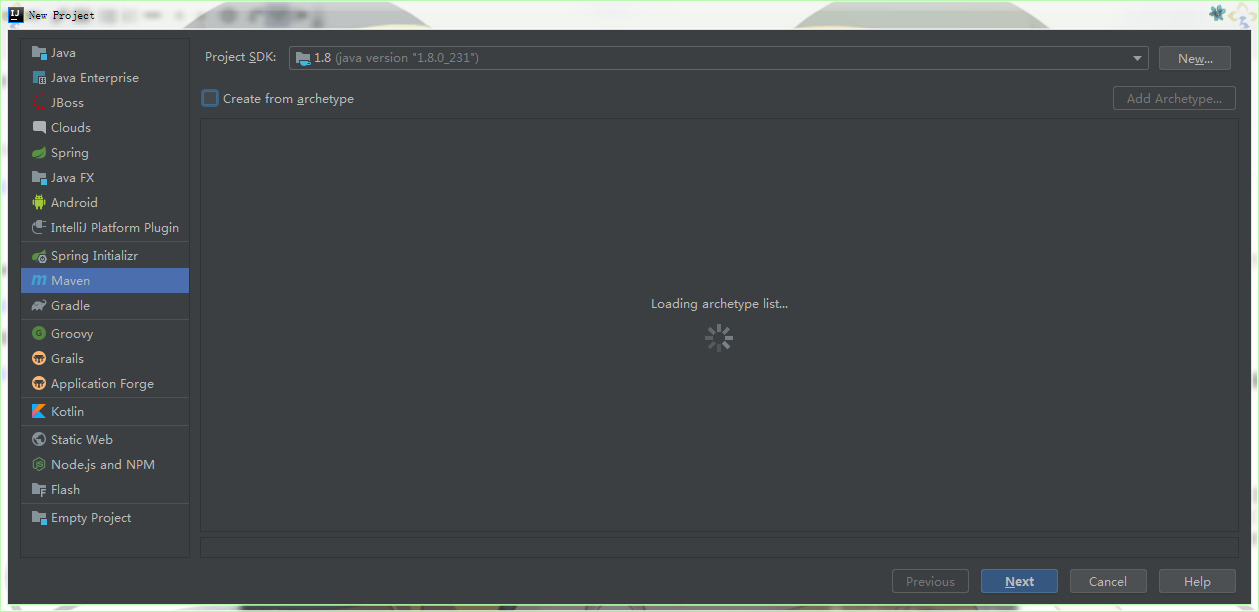 New Project
Java
Java Enterprise
JBoss
Clouds
Spring
Java FX
Android
IntelliJ Platform Plugin
Spring Initializr
Maven
Gradle
Groovy
Grails
Application Forge
Kotlin
Static Web
Node.js and NPM
Flash
Empty Project
Project SDK: 1.8 (java version "1.8.0_231") New...
Create from archetype Add Archetype...
Loading archetype list...
Previous Next Cancel Help